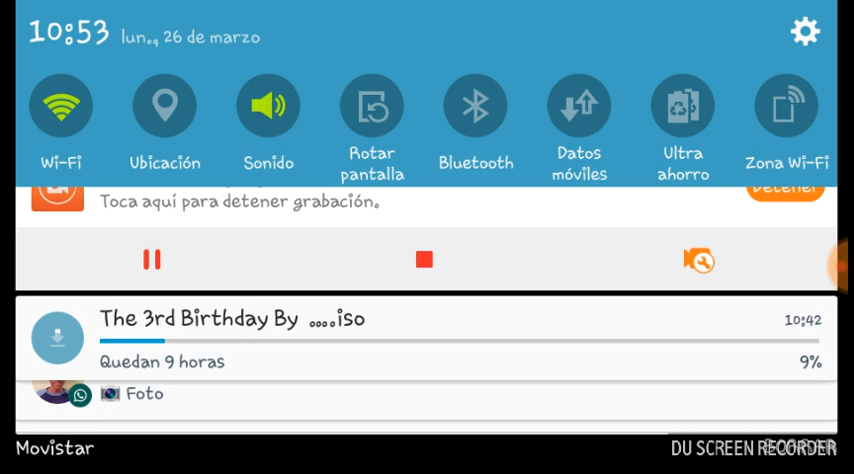 10:53 lun., 26 de marzo
Wi-Fi
Ubicación
Sonido
Rotar
pantalla
Bluetooth
Datos
móviles
Ultra
ahorro
Zona Wi-Fi
Detener
Toca aquí para detener grabación.
The 3rd Birthday By ....iso
10:42
Quedan 9 horas
9%
Foto
Movistar
DU SCREEN RECORDER